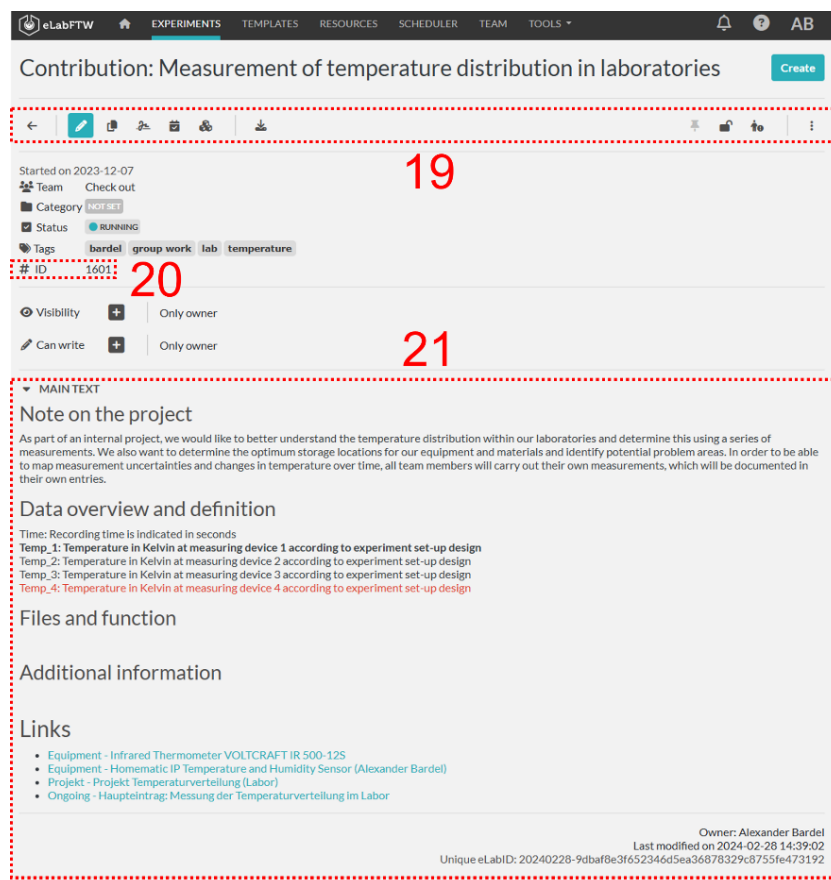 eLabFTW EXPERIMENTS TEMPLATES RESOURCES SCHEDULER TEAM TOOLS ? AB
Contribution: Measurement of temperature distribution in laboratories Create
19
Started on 2023-12-07
Team Check out
Category NOT SET
Status RUNNING
Tags bardel group work lab temperature
# ID 1601
20
Visibility + Only owner
Can write + Only owner
21
MAIN TEXT
Note on the project
As part of an internal project, we would like to better understand the temperature distribution within our laboratories and determine this using a series of
measurements. We also want to determine the optimum storage locations for our equipment and materials and identify potential problem areas. In order to be able
to map measurement uncertainties and changes in temperature over time, all team members will carry out their own measurements, which will be documented in
their own entries.
Data overview and definition
Time: Recording time is indicated in seconds
Temp_1: Temperature in Kelvin at measuring device 1 according to experiment set-up design
Temp_2: Temperature in Kelvin at measuring device 2 according to experiment set-up design
Temp_3: Temperature in Kelvin at measuring device 3 according to experiment set-up design
Temp_4: Temperature in Kelvin at measuring device 4 according to experiment set-up design
Files and function
Additional information
Links
• Equipment - Infrared Thermometer VOLTCRAFT IR 500-12S
• Equipment - Homematic IP Temperature and Humidity Sensor (Alexander Bardel)
• Projekt - Projekt Temperaturverteilung (Labor)
• Ongoing - Haupteintrag: Messung der Temperaturverteilung im Labor
Owner: Alexander Bardel
Last modified on 2024-02-28 14:39:02
Unique eLabID: 20240228-9dbaf8e3f652346d5ea36878329c8755fe473192